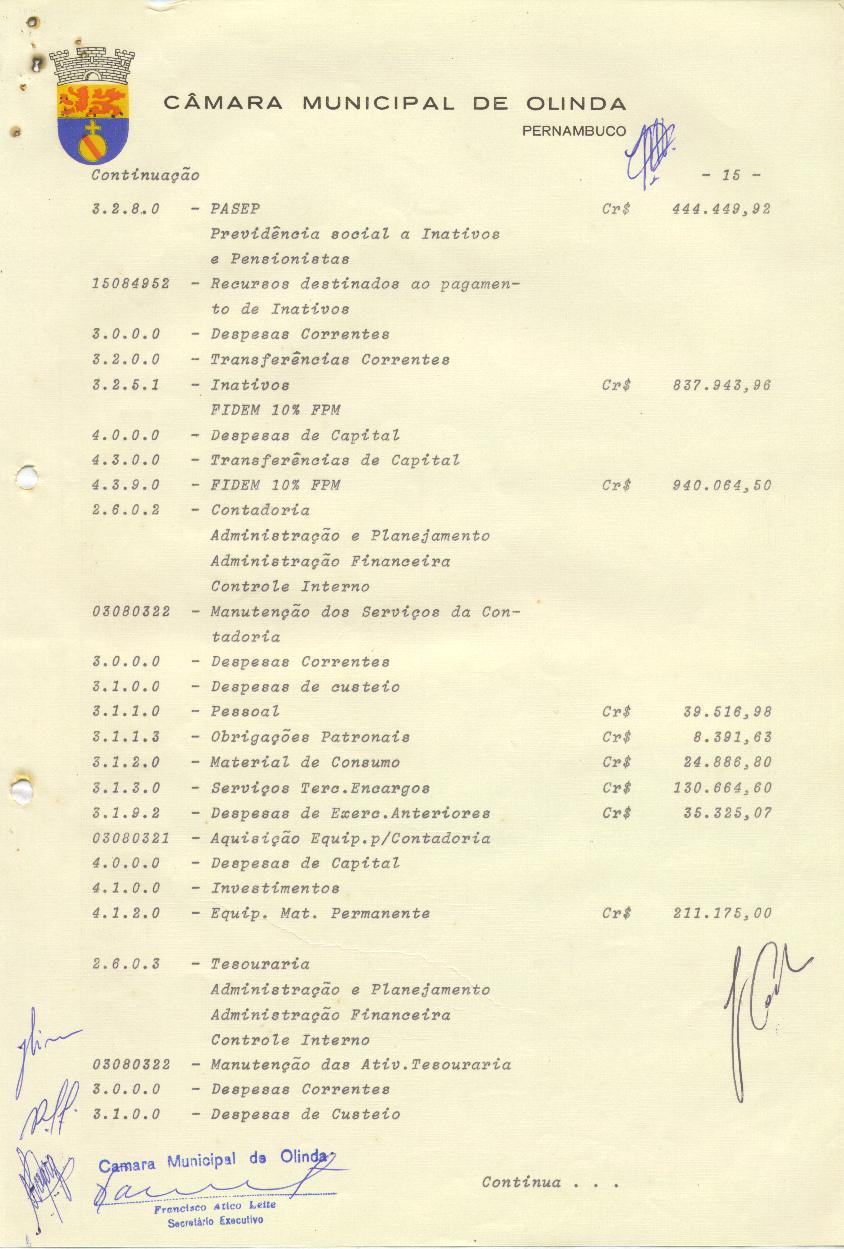 CÂMARA MUNICIPAL DE OLINDA
PERNAMBUCO
Continuação - 15 -
3.2.8.0 - PASEP Cr$ 444.449,92
Previdência social a Inativos
e Pensionistas
15084952 - Recursos destinados ao pagamen-
to de Inativos
3.0.0.0 - Despesas Correntes
3.2.0.0 - Transferências Correntes
3.2.5.1 - Inativos Cr$ 837.943,96
FIDEM 10% FPM
4.0.0.0 - Despesas de Capital
4.3.0.0 - Transferências de Capital
4.3.9.0 - FIDEM 10% FPM Cr$ 940.064,50
2.6.0.2 - Contadoria
Administração e Planejamento
Administração Financeira
Controle Interno
03080322 - Manutenção dos Serviços da Con-
tadoria
3.0.0.0 - Despesas Correntes
3.1.0.0 - Despesas de custeio
3.1.1.0 - Pessoal Cr$ 39.516,98
3.1.1.3 - Obrigações Patronais Cr$ 8.391,63
3.1.2.0 - Material de Consumo Cr$ 24.886,80
3.1.3.0 - Serviços Terc.Encargos Cr$ 130.664,60
3.1.9.2 - Despesas de Exerc.Anteriores Cr$ 35.325,07
03080321 - Aquisição Equip.p/Contadoria
4.0.0.0 - Despesas de Capital
4.1.0.0 - Investimentos
4.1.2.0 - Equip. Mat. Permanente Cr$ 211.175,00
2.6.0.3 - Tesouraria
Administração e Planejamento
Administração Financeira
Controle Interno
03080322 - Manutenção das Ativ.Tesouraria
3.0.0.0 - Despesas Correntes
3.1.0.0 - Despesas de Custeio
Camara Municipal de Olinda
Francisco Atico Leite
Secretário Executivo
Continua . . .